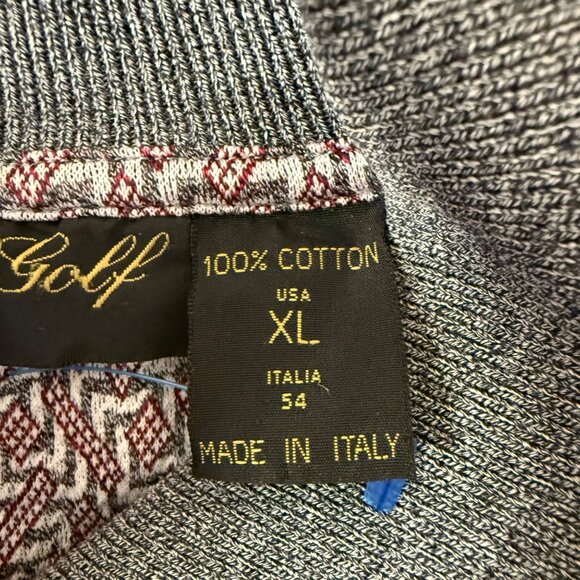 Golf
100% COTTON
USA
XL
ITALIA
54
MADE IN ITALY